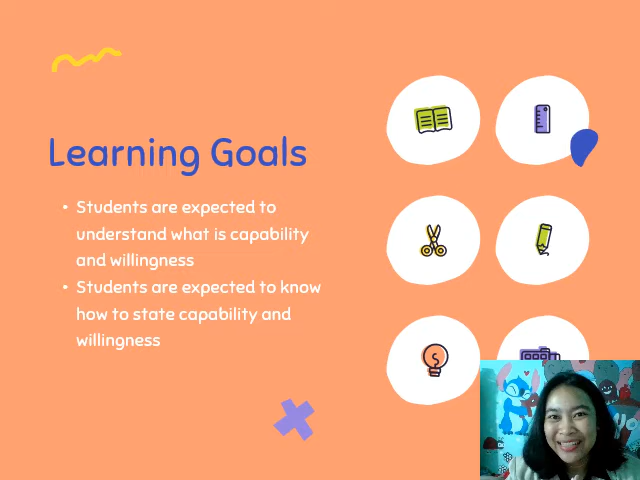 Learning Goals
• Students are expected to
understand what is capability
and willingness
• Students are expected to know
how to state capability and
willingness